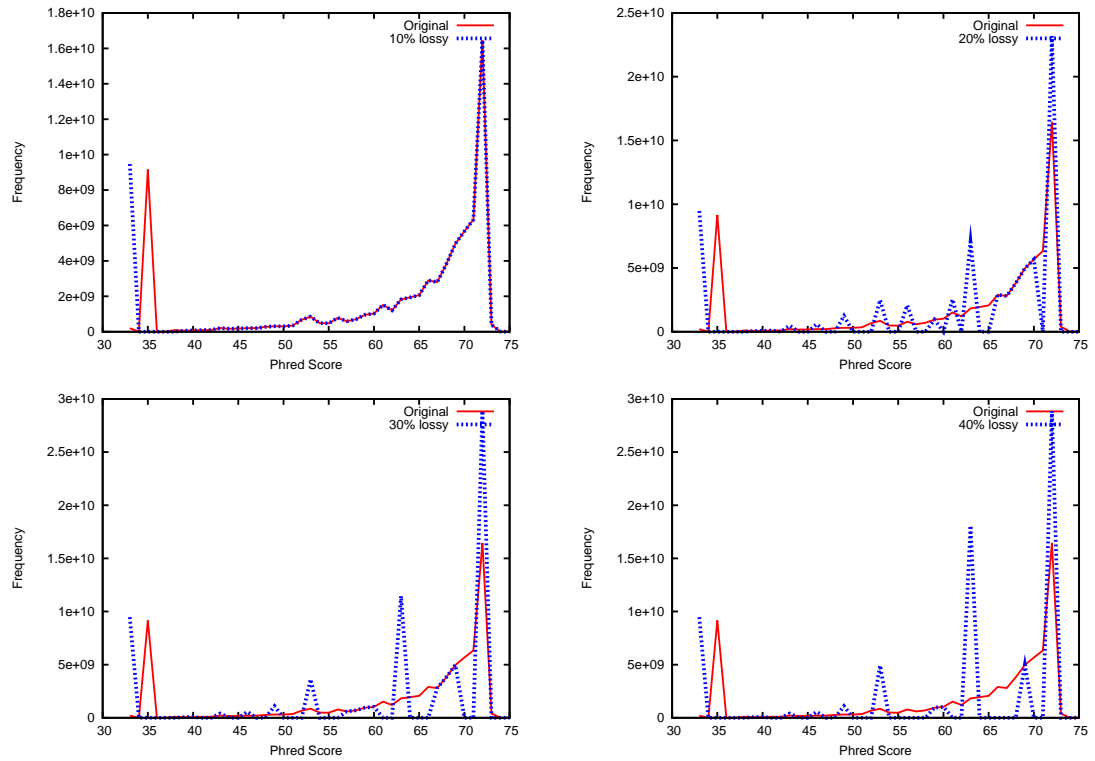 1.8e+10
1.6e+10
1.4e+10
1.2e+10
1e+10
8e+09
6e+09
4e+09
2e+09
0
30 35 40 45 50 55 60 65 70 75
Frequency
Phred Score
Original
10% lossy
2.5e+10
2e+10
1.5e+10
1e+10
5e+09
0
30 35 40 45 50 55 60 65 70 75
Frequency
Phred Score
Original
20% lossy
3e+10
2.5e+10
2e+10
1.5e+10
1e+10
5e+09
0
30 35 40 45 50 55 60 65 70 75
Frequency
Phred Score
Original
30% lossy
3e+10
2.5e+10
2e+10
1.5e+10
1e+10
5e+09
0
30 35 40 45 50 55 60 65 70 75
Frequency
Phred Score
Original
40% lossy